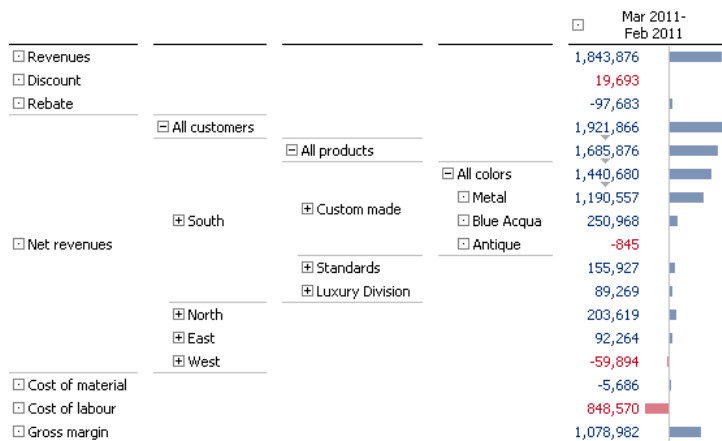 Mar 2011-
Feb 2011
Revenues 1,843,876
Discount 19,693
Rebate -97,683
All customers 1,921,866
All products 1,685,876
All colors 1,440,680
Metal 1,190,557
Custom made
South Blue Acqua 250,968
Net revenues Antique -845
Standards 155,927
Luxury Division 89,269
North 203,619
East 92,264
West -59,894
Cost of material -5,686
Cost of labour 848,570
Gross margin 1,078,982